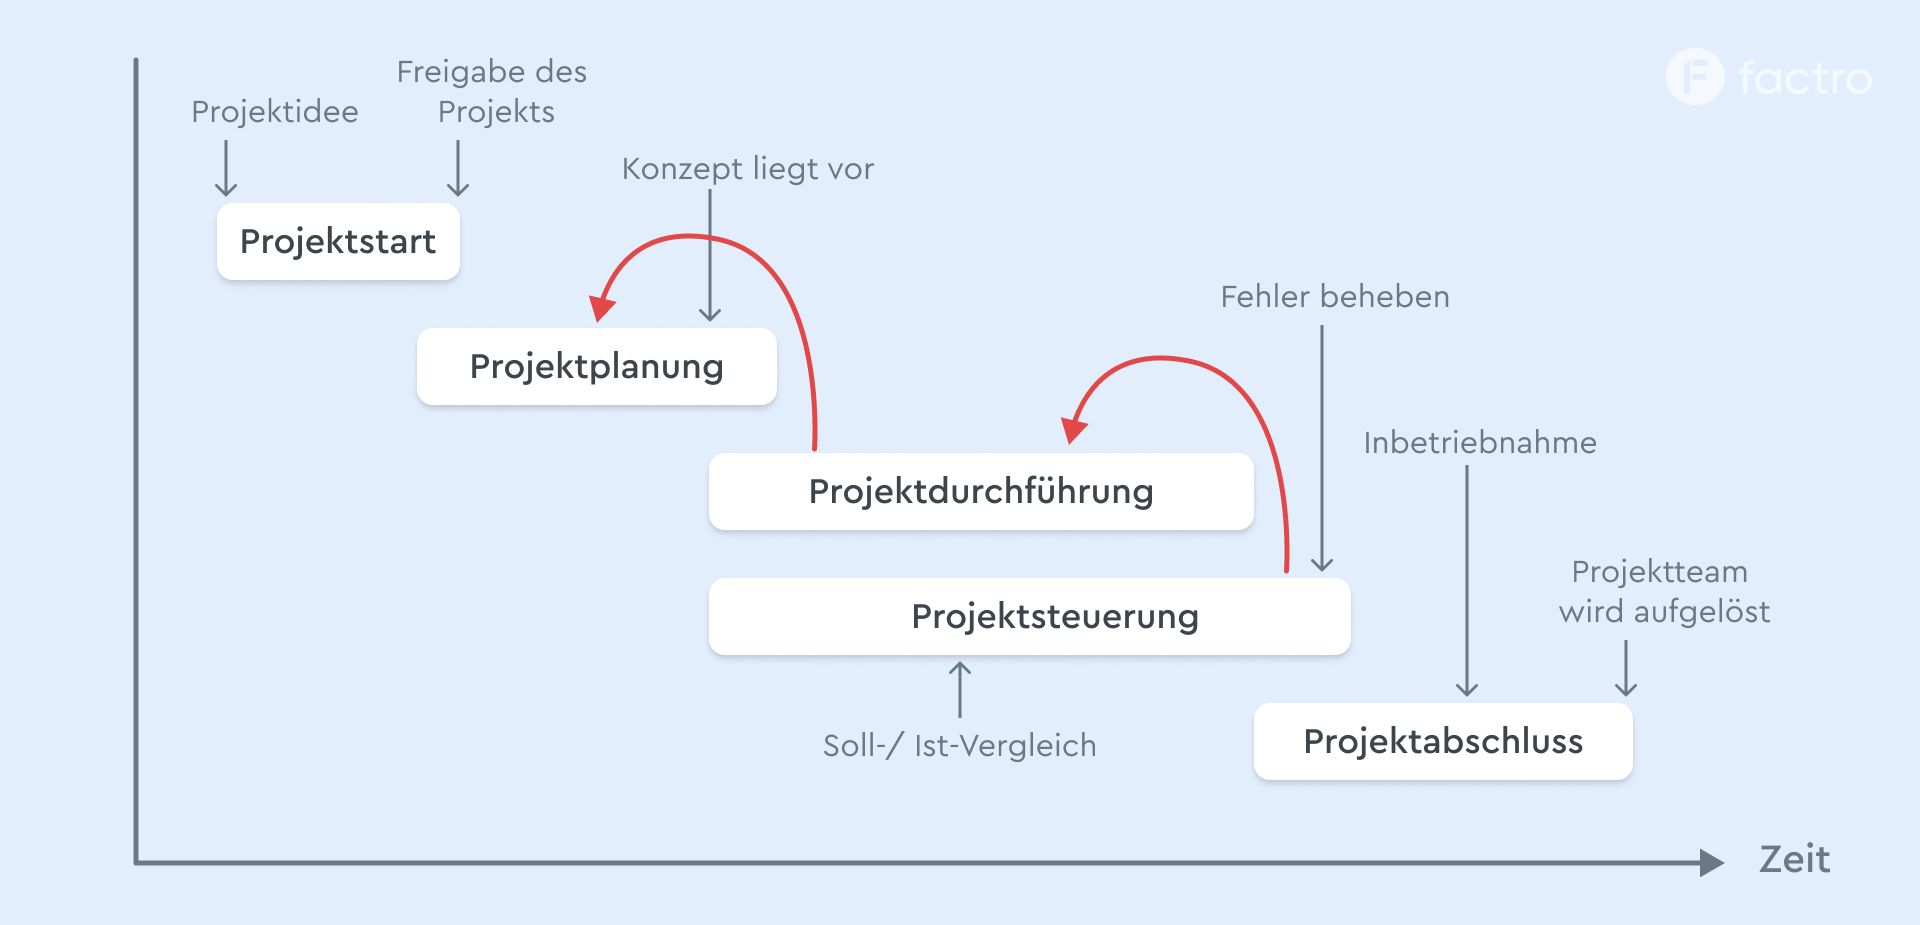 factro
Freigabe des
Projekts
Projektidee
Konzept liegt vor
Projektstart
Fehler beheben
Projektplanung
Inbetriebnahme
Projektdurchführung
Projektteam
wird aufgelöst
Projektsteuerung
Soll-/ Ist-Vergleich
Projektabschluss
Zeit